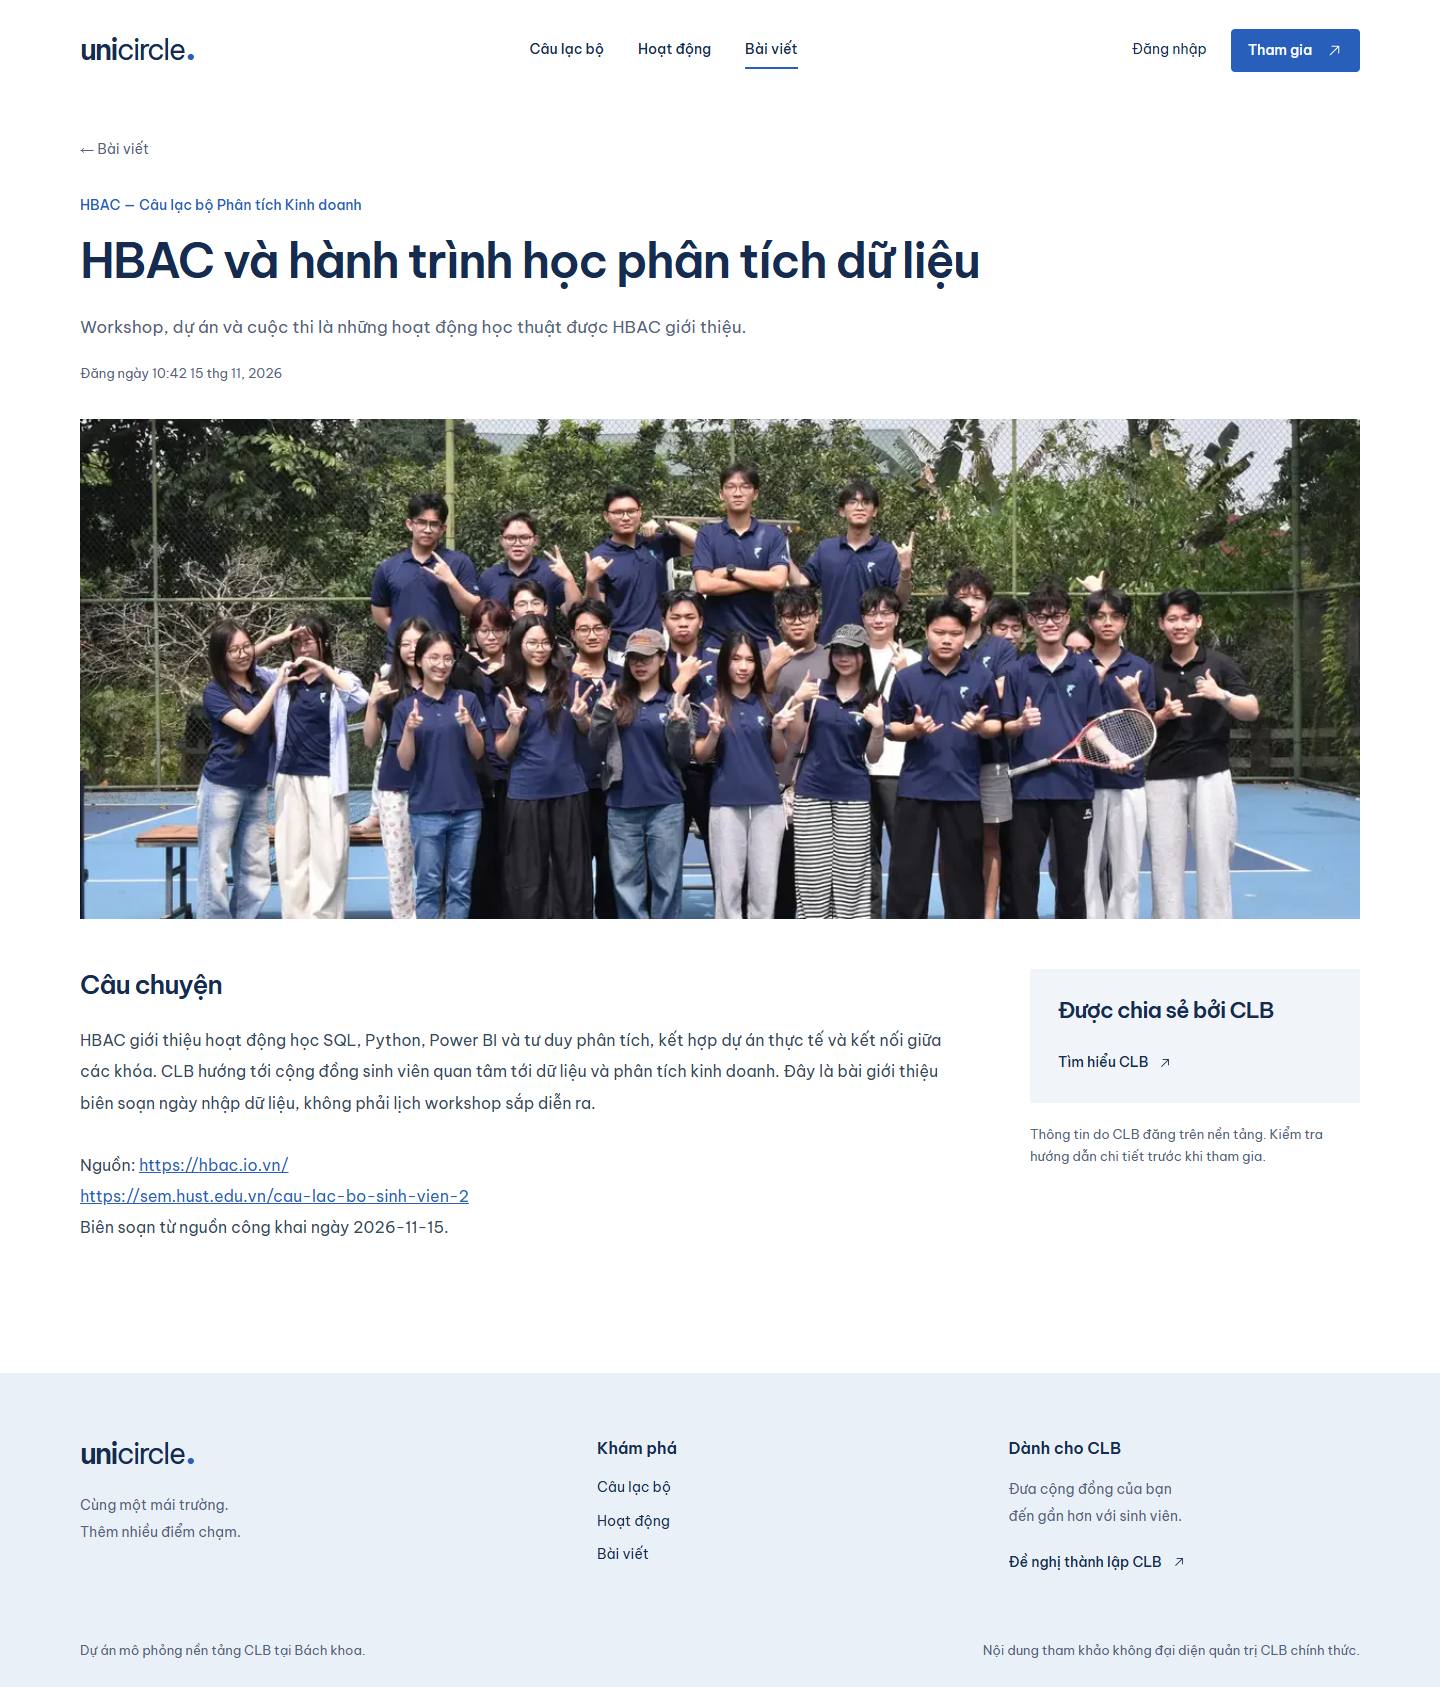 unicircle.
Câu lạc bộ
Hoạt động
Bài viết
Đăng nhập
Tham gia ↗
← Bài viết
HBAC — Câu lạc bộ Phân tích Kinh doanh
HBAC và hành trình học phân tích dữ liệu
Workshop, dự án và cuộc thi là những hoạt động học thuật được HBAC giới thiệu.
Đăng ngày 10:42 15 thg 11, 2026
Câu chuyện
HBAC giới thiệu hoạt động học SQL, Python, Power BI và tư duy phân tích, kết hợp dự án thực tế và kết nối giữa
các khóa. CLB hướng tới cộng đồng sinh viên quan tâm tới dữ liệu và phân tích kinh doanh. Đây là bài giới thiệu
biên soạn ngày nhập dữ liệu, không phải lịch workshop sắp diễn ra.
Nguồn: https://hbac.io.vn/
https://sem.hust.edu.vn/cau-lac-bo-sinh-vien-2
Biên soạn từ nguồn công khai ngày 2026-11-15.
Được chia sẻ bởi CLB
Tìm hiểu CLB ↗
Thông tin do CLB đăng trên nền tảng. Kiểm tra
hướng dẫn chi tiết trước khi tham gia.
unicircle.
Cùng một mái trường.
Thêm nhiều điểm chạm.
Khám phá
Câu lạc bộ
Hoạt động
Bài viết
Dành cho CLB
Đưa cộng đồng của bạn
đến gần hơn với sinh viên.
Đề nghị thành lập CLB ↗
Dự án mô phỏng nền tảng CLB tại Bách khoa.
Nội dung tham khảo không đại diện quản trị CLB chính thức.